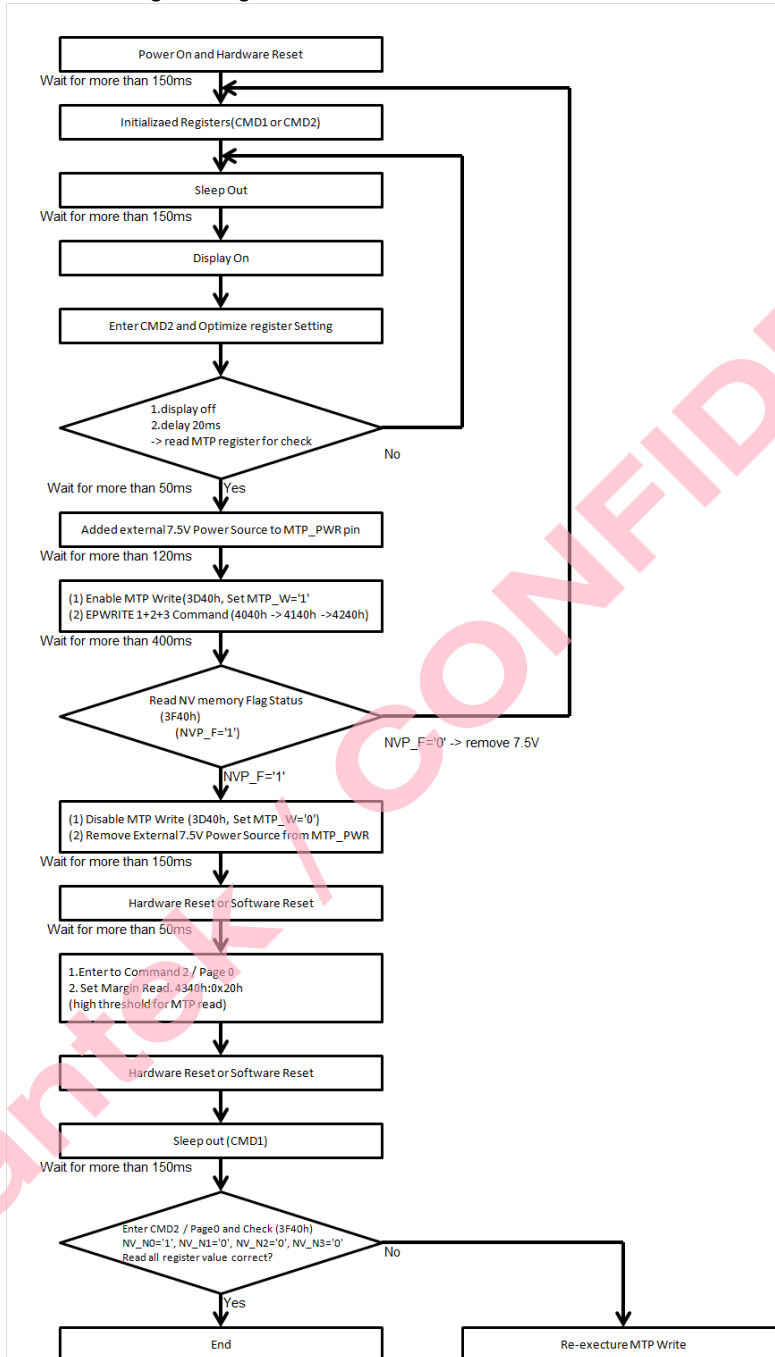 Power On and Hardware Reset
Wait for more than 150ms
Initializaed Registers(CMD1 or CMD2)
Sleep Out
Wait for more than 150ms
Display On
Enter CMD2 and Optimize register Setting
1.display off
2.delay 20ms
-> read MTP register for check
No
Wait for more than 50ms
Yes
Added external 7.5V Power Source to MTP_PWR pin
Wait for more than 120ms
(1) Enable MTP Write(3D40h, Set MTP_W='1'
(2) EPWRITE 1+2+3 Command (4040h -> 4140h ->4240h)
Wait for more than 400ms
Read NV memory Flag Status
(3F40h)
(NVP_F='1')
NVP_F='0' -> remove 7.5V
NVP_F='1'
(1) Disable MTP Write (3D40h, Set MTP_W='0')
(2) Remove External 7.5V Power Source from MTP_PWR
Wait for more than 150ms
Hardware Reset or Software Reset
Wait for more than 50ms
1.Enter to Command 2 / Page 0
2. Set Margin Read. 4340h:0x20h
(high threshold for MTP read)
Hardware Reset or Software Reset
Sleep out (CMD1)
Wait for more than 150ms
Enter CMD2 / Page0 and Check (3F40h)
NV_N0='1', NV_N1='0', NV_N2='0', NV_N3='0'
Read all register value correct?
No
Yes
End
Re-execture MTP Write
antek / CONFID